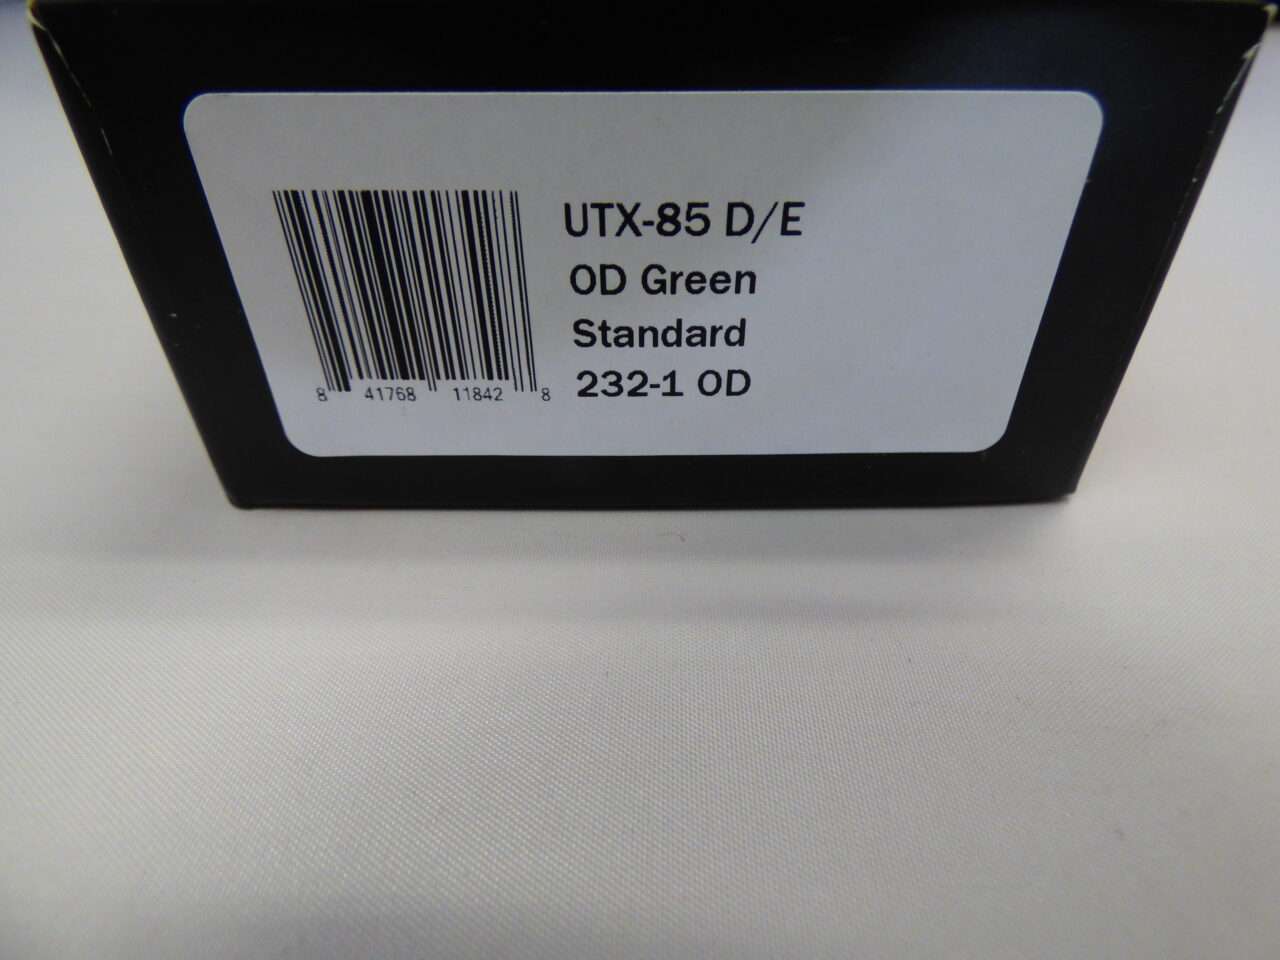 UTX-85 D/E
OD Green
Standard
232-1 OD
8 41768 11842 8